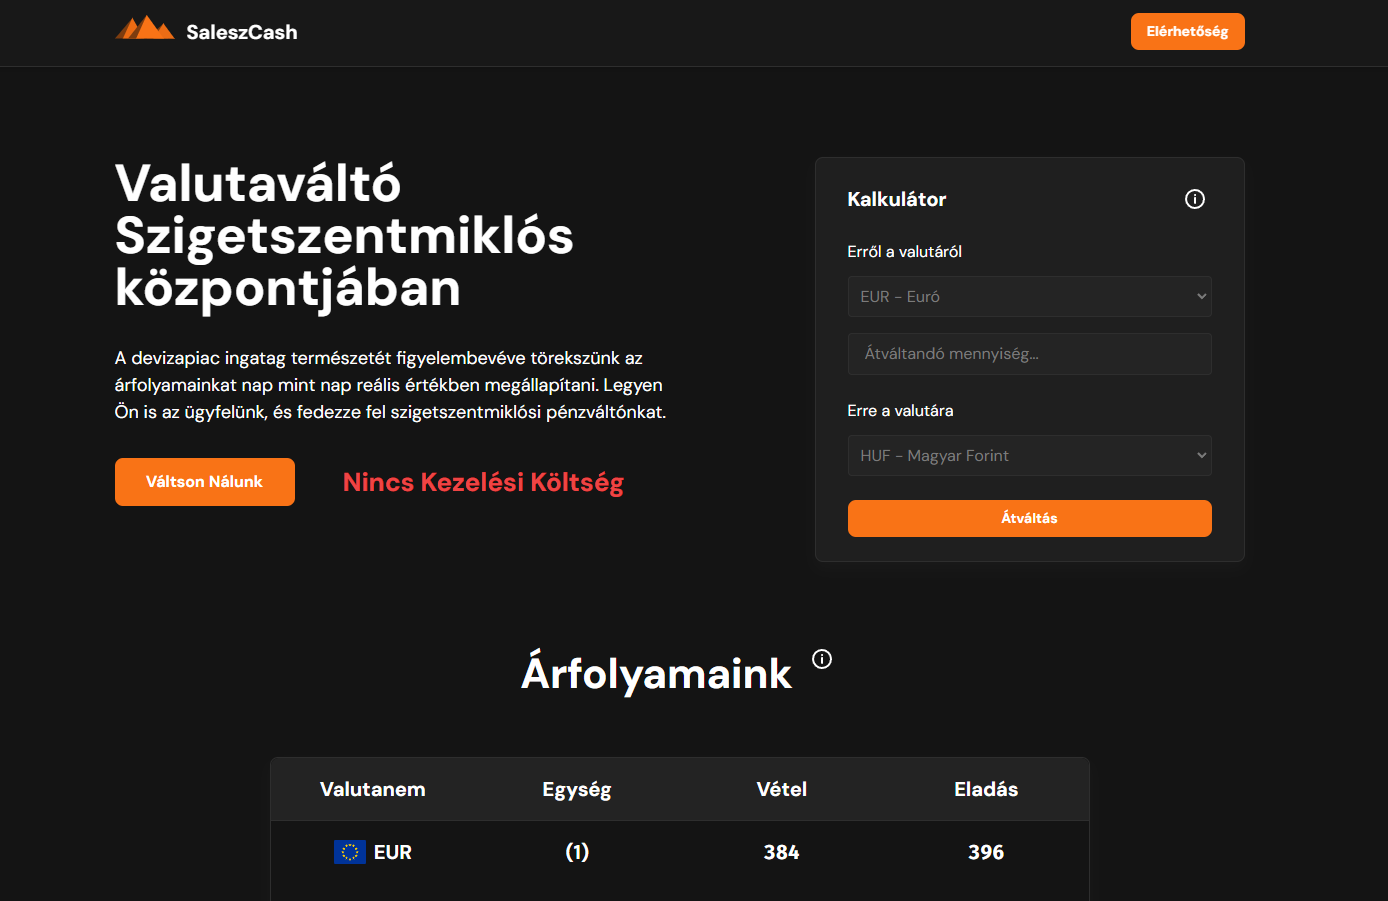 SaleszCash
Elérhetőség
Valutaváltó
Szigetszentmiklós
központjában
A devizapiac ingatag természetét figyelembevéve törekszünk az
árfolyamainkat nap mint nap reális értékben megállapítani. Legyen
Ön is az ügyfelünk, és fedezze fel szigetszentmiklósi pénzváltónkat.
Váltson Nálunk
Nincs Kezelési Költség
Kalkulátor
Erről a valutáról
EUR - Euró
Átváltandó mennyiség...
Erre a valutára
HUF - Magyar Forint
Átváltás
Árfolyamaink
Valutanem Egység Vétel Eladás
EUR (1) 384 396